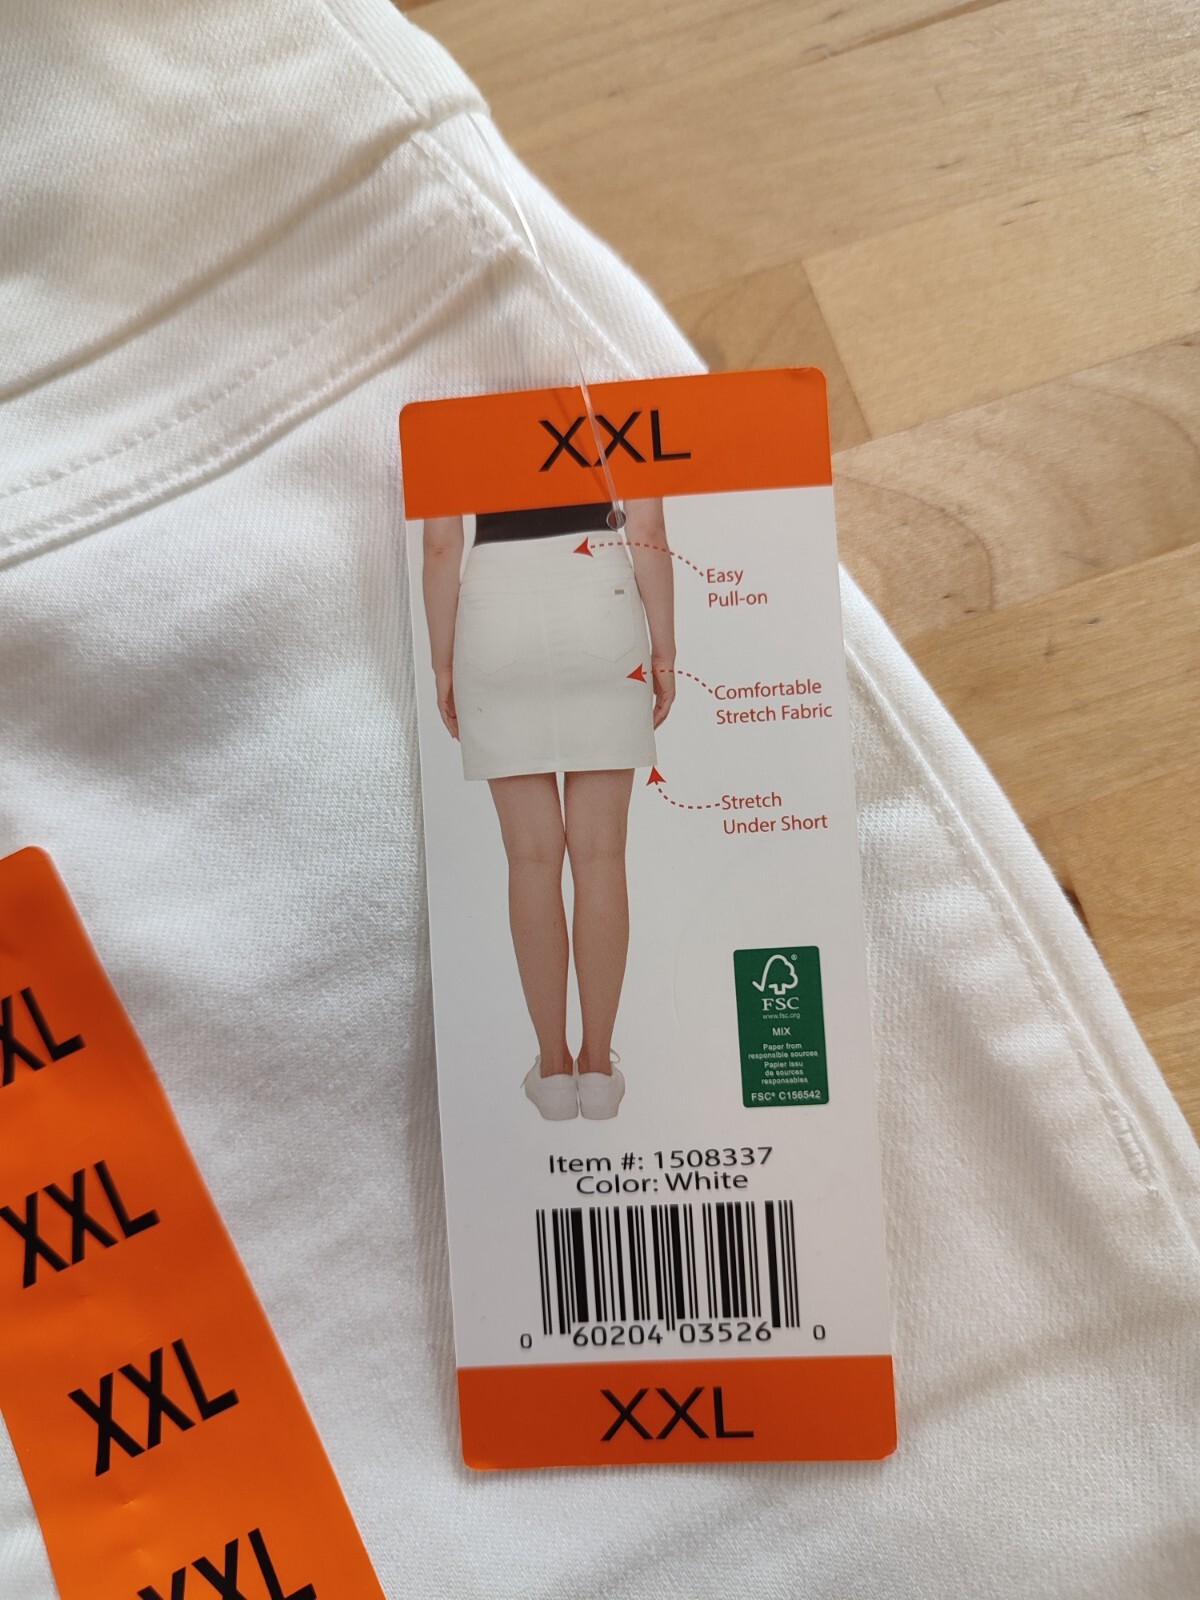 XXL
Easy
Pull-on
Comfortable
Stretch Fabric
Stretch
Under Short
FSC®
www.fsc.org
MIX
Paper from
responsible sources
Papier issu
de sources
responsables
FSC® C156542
Item #: 1508337
Color: White
0 60204 03526 0
XXL
XL
XXL
XXL
XXL